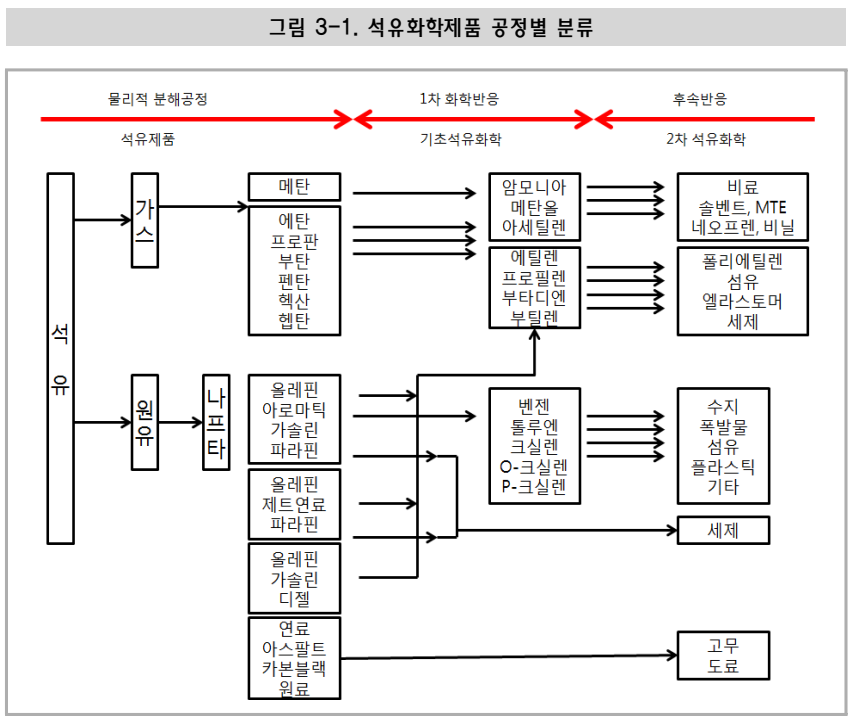 그림 3-1. 석유화학제품 공정별 분류
물리적 분해공정
1차 화학반응
후속반응
석유제품
기초석유화학
2차 석유화학
석유
가스
메탄
에탄
프로판
부탄
펜탄
헥산
헵탄
암모니아
메탄올
아세틸렌
비료
솔벤트, MTE
네오프렌, 비닐
에틸렌
프로필렌
부타디엔
부틸렌
폴리에틸렌
섬유
엘라스토머
세제
원유
나프타
올레핀
아로마틱
가솔린
파라핀
벤젠
톨루엔
크실렌
O-크실렌
P-크실렌
수지
폭발물
섬유
플라스틱
기타
올레핀
제트연료
파라핀
세제
올레핀
가솔린
디젤
연료
아스팔트
카본블랙
원료
고무
도료